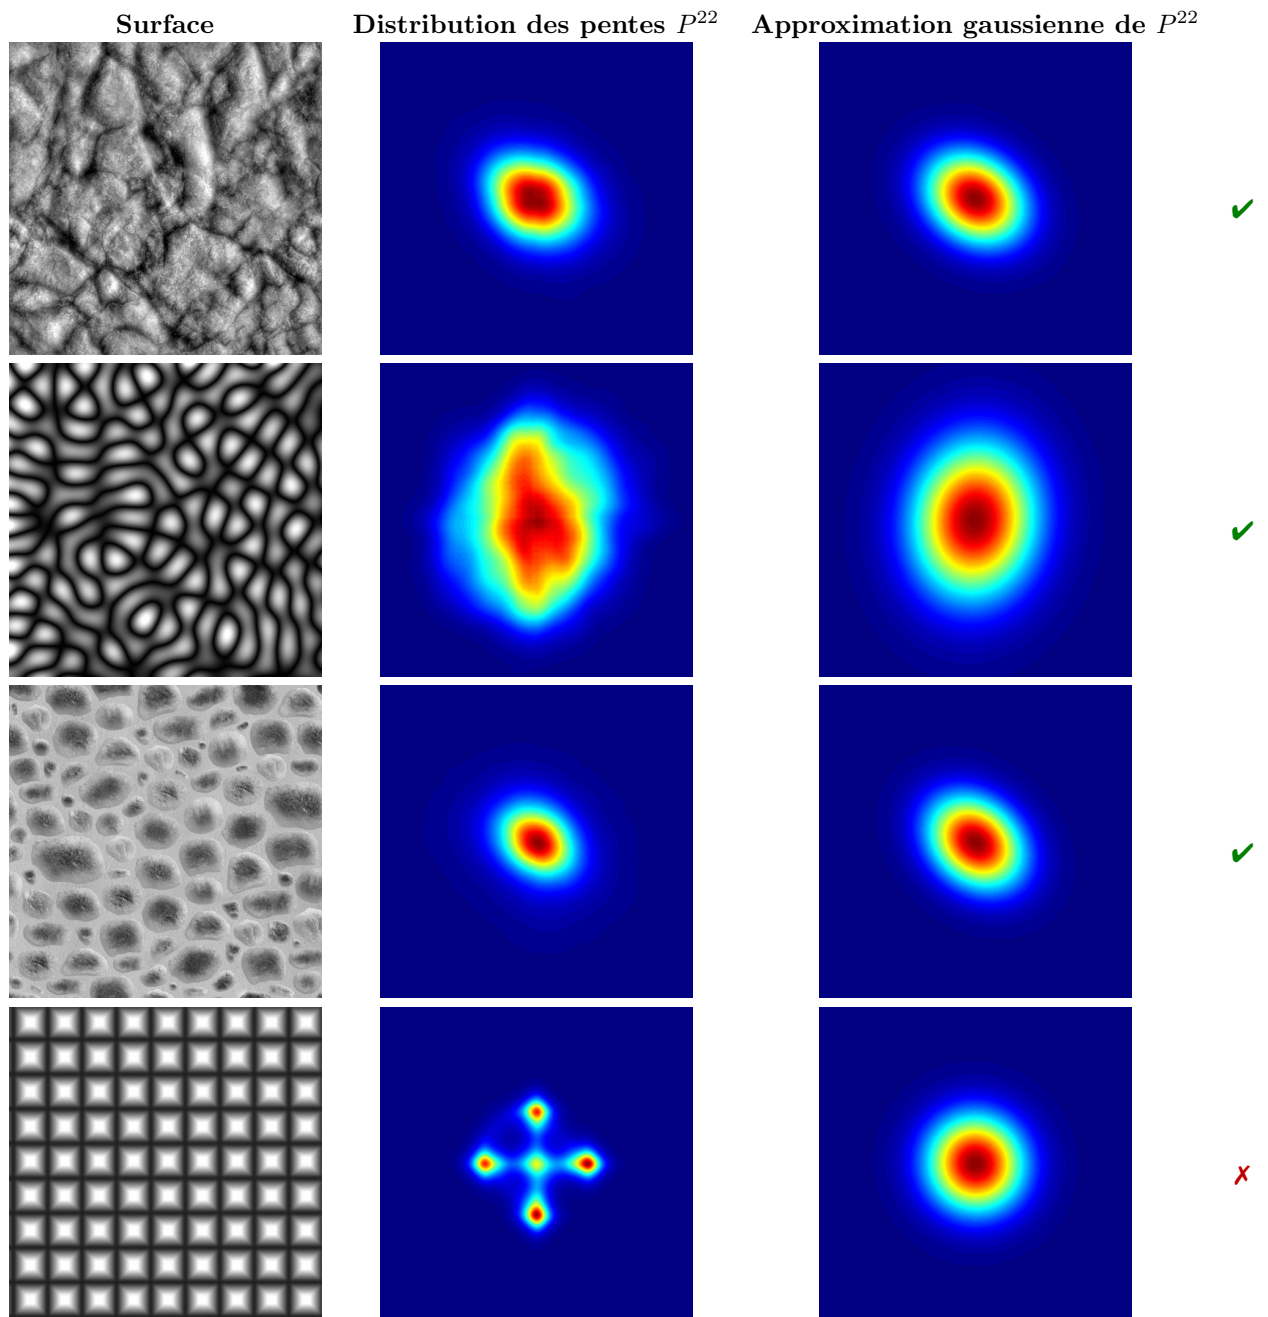 Surface Distribution des pentes P²² Approximation gaussienne de P²²
✔
✔
✔
✗